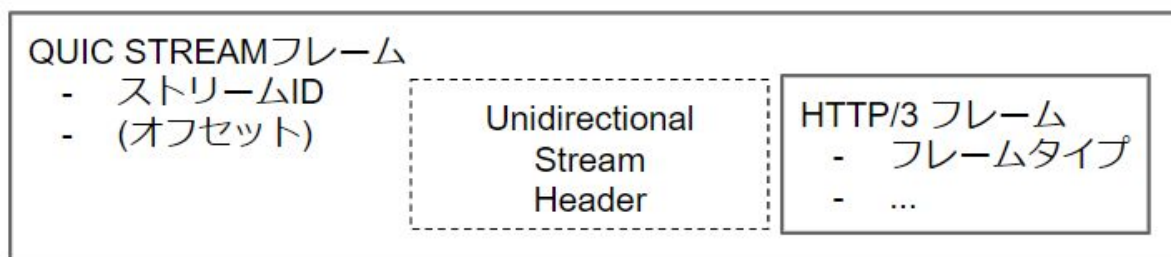 QUIC STREAMフレーム
- ストリームID
- (オフセット)
Unidirectional
Stream
Header
HTTP/3 フレーム
- フレームタイプ
- ...